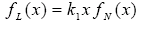 f_L(x) = k_1 x f_N(x)